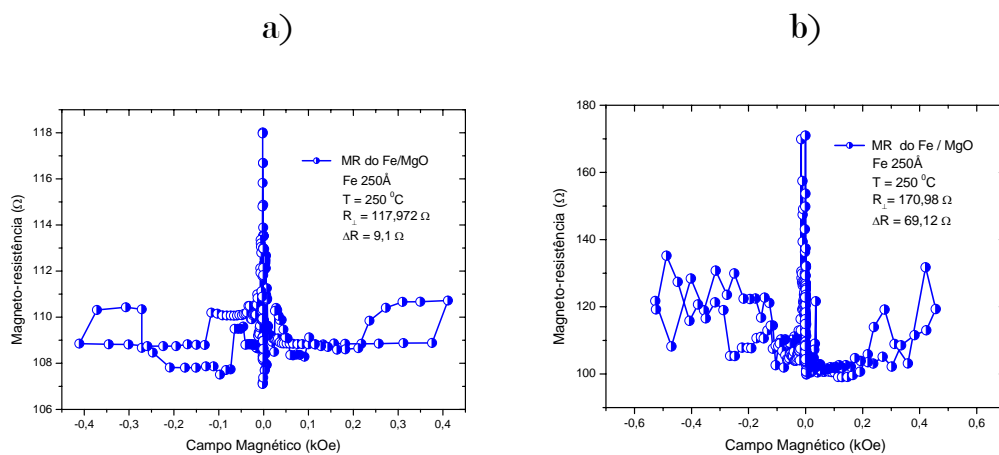 a)
118
116
114
112
110
108
106
-0,4 -0,3 -0,2 -0,1 0,0 0,1 0,2 0,3 0,4
Magneto-resistência (Ω)
Campo Magnético (kOe)
MR do Fe/MgO
Fe 250Å
T = 250 ⁰C
R⊥ = 117,972 Ω
ΔR = 9,1 Ω
b)
180
160
140
120
100
80
-0,6 -0,4 -0,2 0,0 0,2 0,4 0,6
Magneto-resistência (Ω)
Campo Magnético (kOe)
MR do Fe / MgO
Fe 250Å
T = 250 ⁰C
R⊥ = 170,98 Ω
ΔR = 69,12 Ω